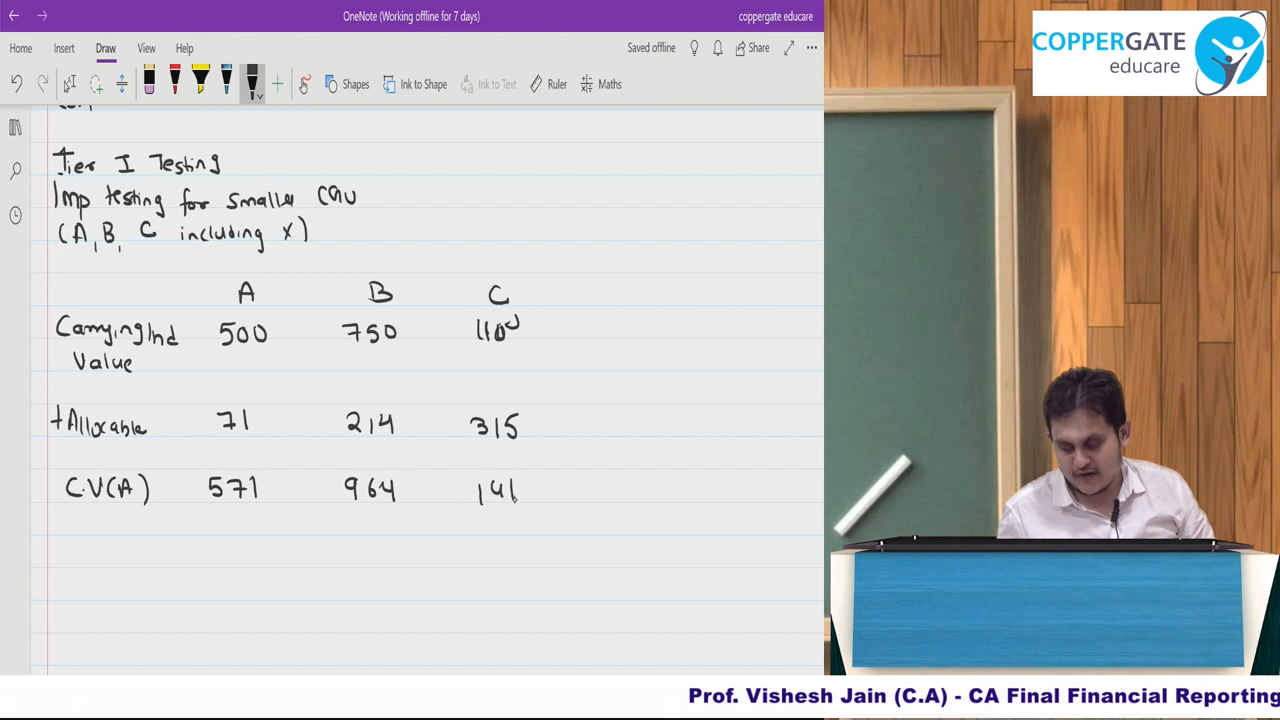 OneNote (Working offline for 7 days)
coppergate educare
Home Insert Draw View Help
Saved offline Share
Shapes Ink to Shape Ink to Text Ruler Maths
COPPERGATE
educare
Tier I Testing
Imp testing for smaller CGU
(A, B, C including X)
A B C
Carrying Ind 500 750 1100
Value
+Allocable 71 214 315
C.V(A) 571 964 141
Prof. Vishesh Jain (C.A) - CA Final Financial Reporting